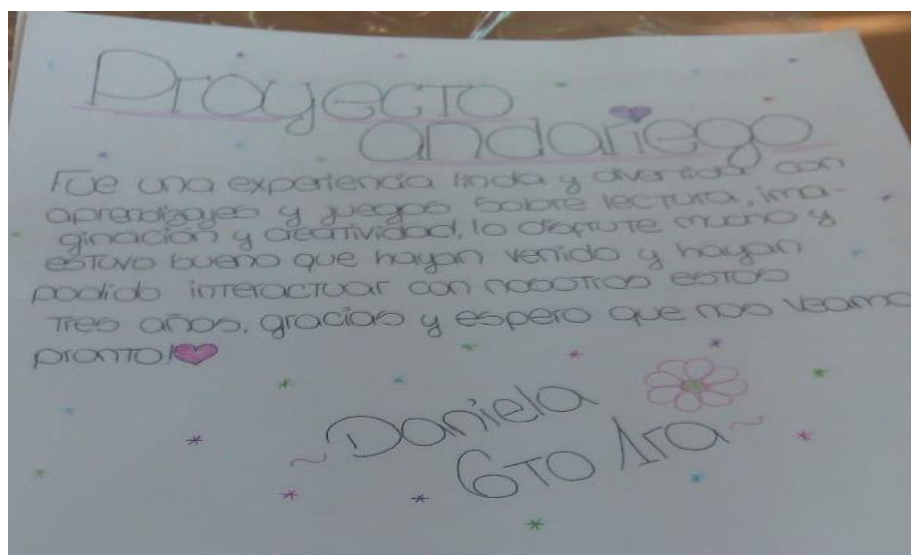 Proyecto
andariego
Fue una experiencia linda y divertida con
aprendizajes y juegos sobre lectura, ima-
ginación y creatividad, lo disfrute mucho y
estuvo bueno que hayan venido y hayan
podido interactuar con nosotros estos
tres años, gracias y espero que nos veamo
pronto!
~Daniela
6to 1ra~